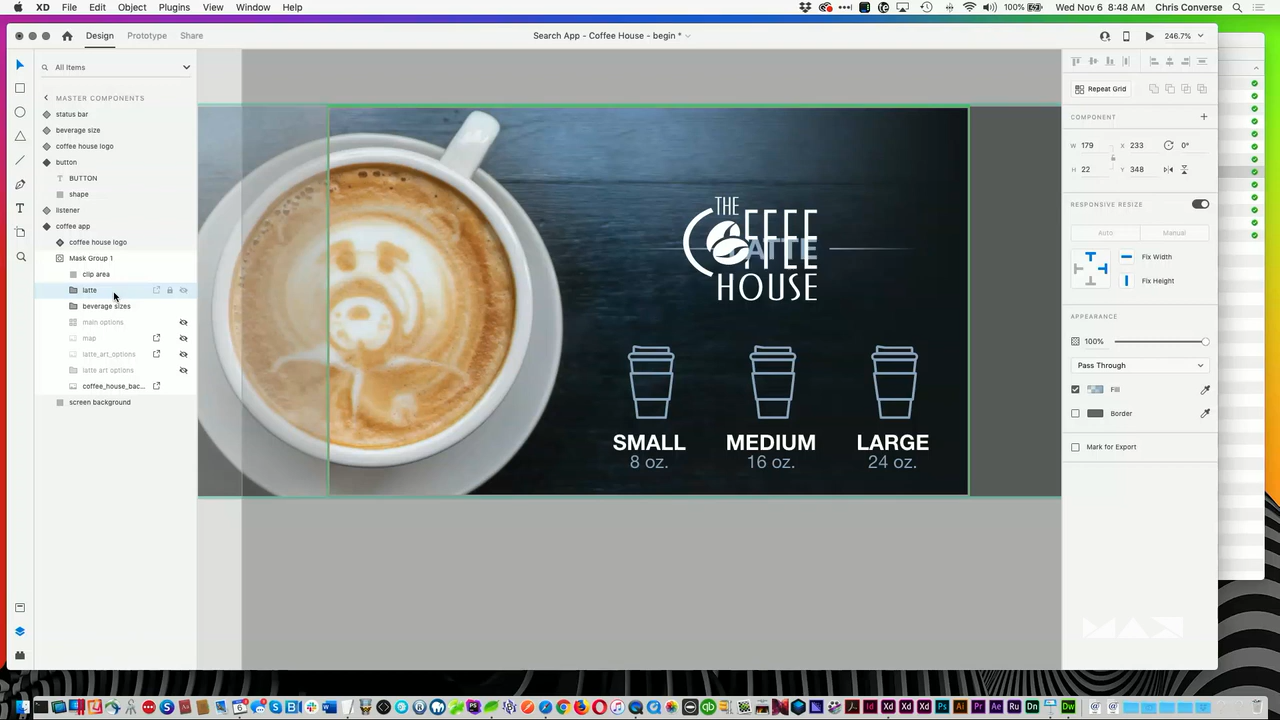 XD File Edit Object Plugins View Window Help
100% Wed Nov 6 8:48 AM Chris Converse
Design Prototype Share
Search App - Coffee House - begin *
246.7%
All Items
MASTER COMPONENTS
status bar
beverage size
coffee house logo
button
T BUTTON
shape
listener
coffee app
coffee house logo
Mask Group 1
clip area
latte
beverage sizes
main options
map
latte_art_options
latte art options
coffee_house_bac...
screen background
THE
COFFEE
LATTE
HOUSE
SMALL MEDIUM LARGE
8 oz. 16 oz. 24 oz.
Repeat Grid
COMPONENT
W 179 X 233 0°
H 22 Y 348
RESPONSIVE RESIZE
Auto Manual
Fix Width
Fix Height
APPEARANCE
100%
Pass Through
Fill
Border
Mark for Export
MAX